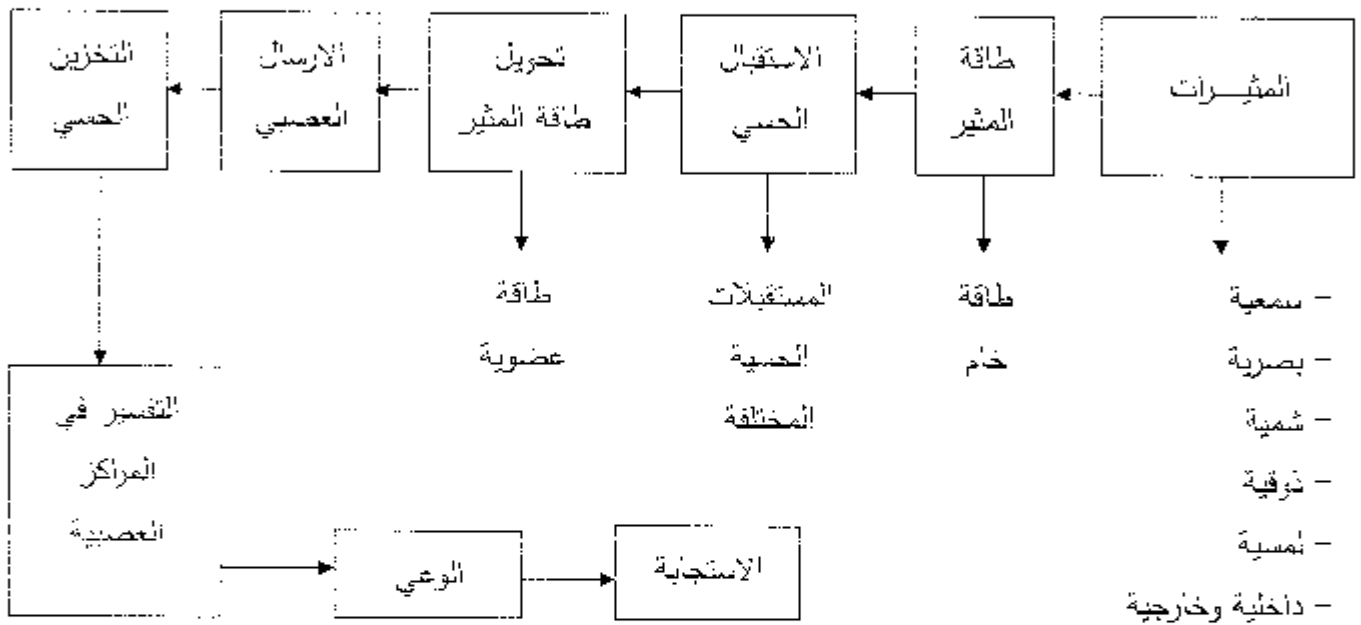 المثيـــرات
طاقة
المثير
الاستقبال
الحسي
تحويل
طاقة المثير
الارسال
العصبي
التخزين
الحسي
– سمعية
– بصرية
– شمية
– ذوقية
– لمسية
– داخلية وخارجية
طاقة
خام
المستقبلات
الحسية
المختلفة
طاقة
عضوية
التفسير في
المراكز
العصبية
الوعي
الاستجابة